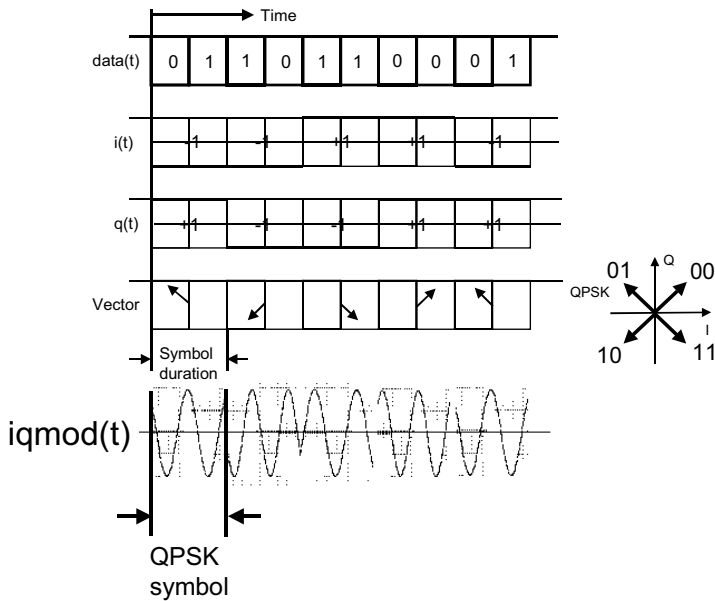 Time
data(t) 0 1 1 0 1 1 0 0 0 1
i(t) -1 -1 +1 +1 -1
q(t) +1 -1 -1 +1 +1
Vector
Symbol
duration
01 Q 00
QPSK
I
10 11
iqmod(t)
QPSK
symbol